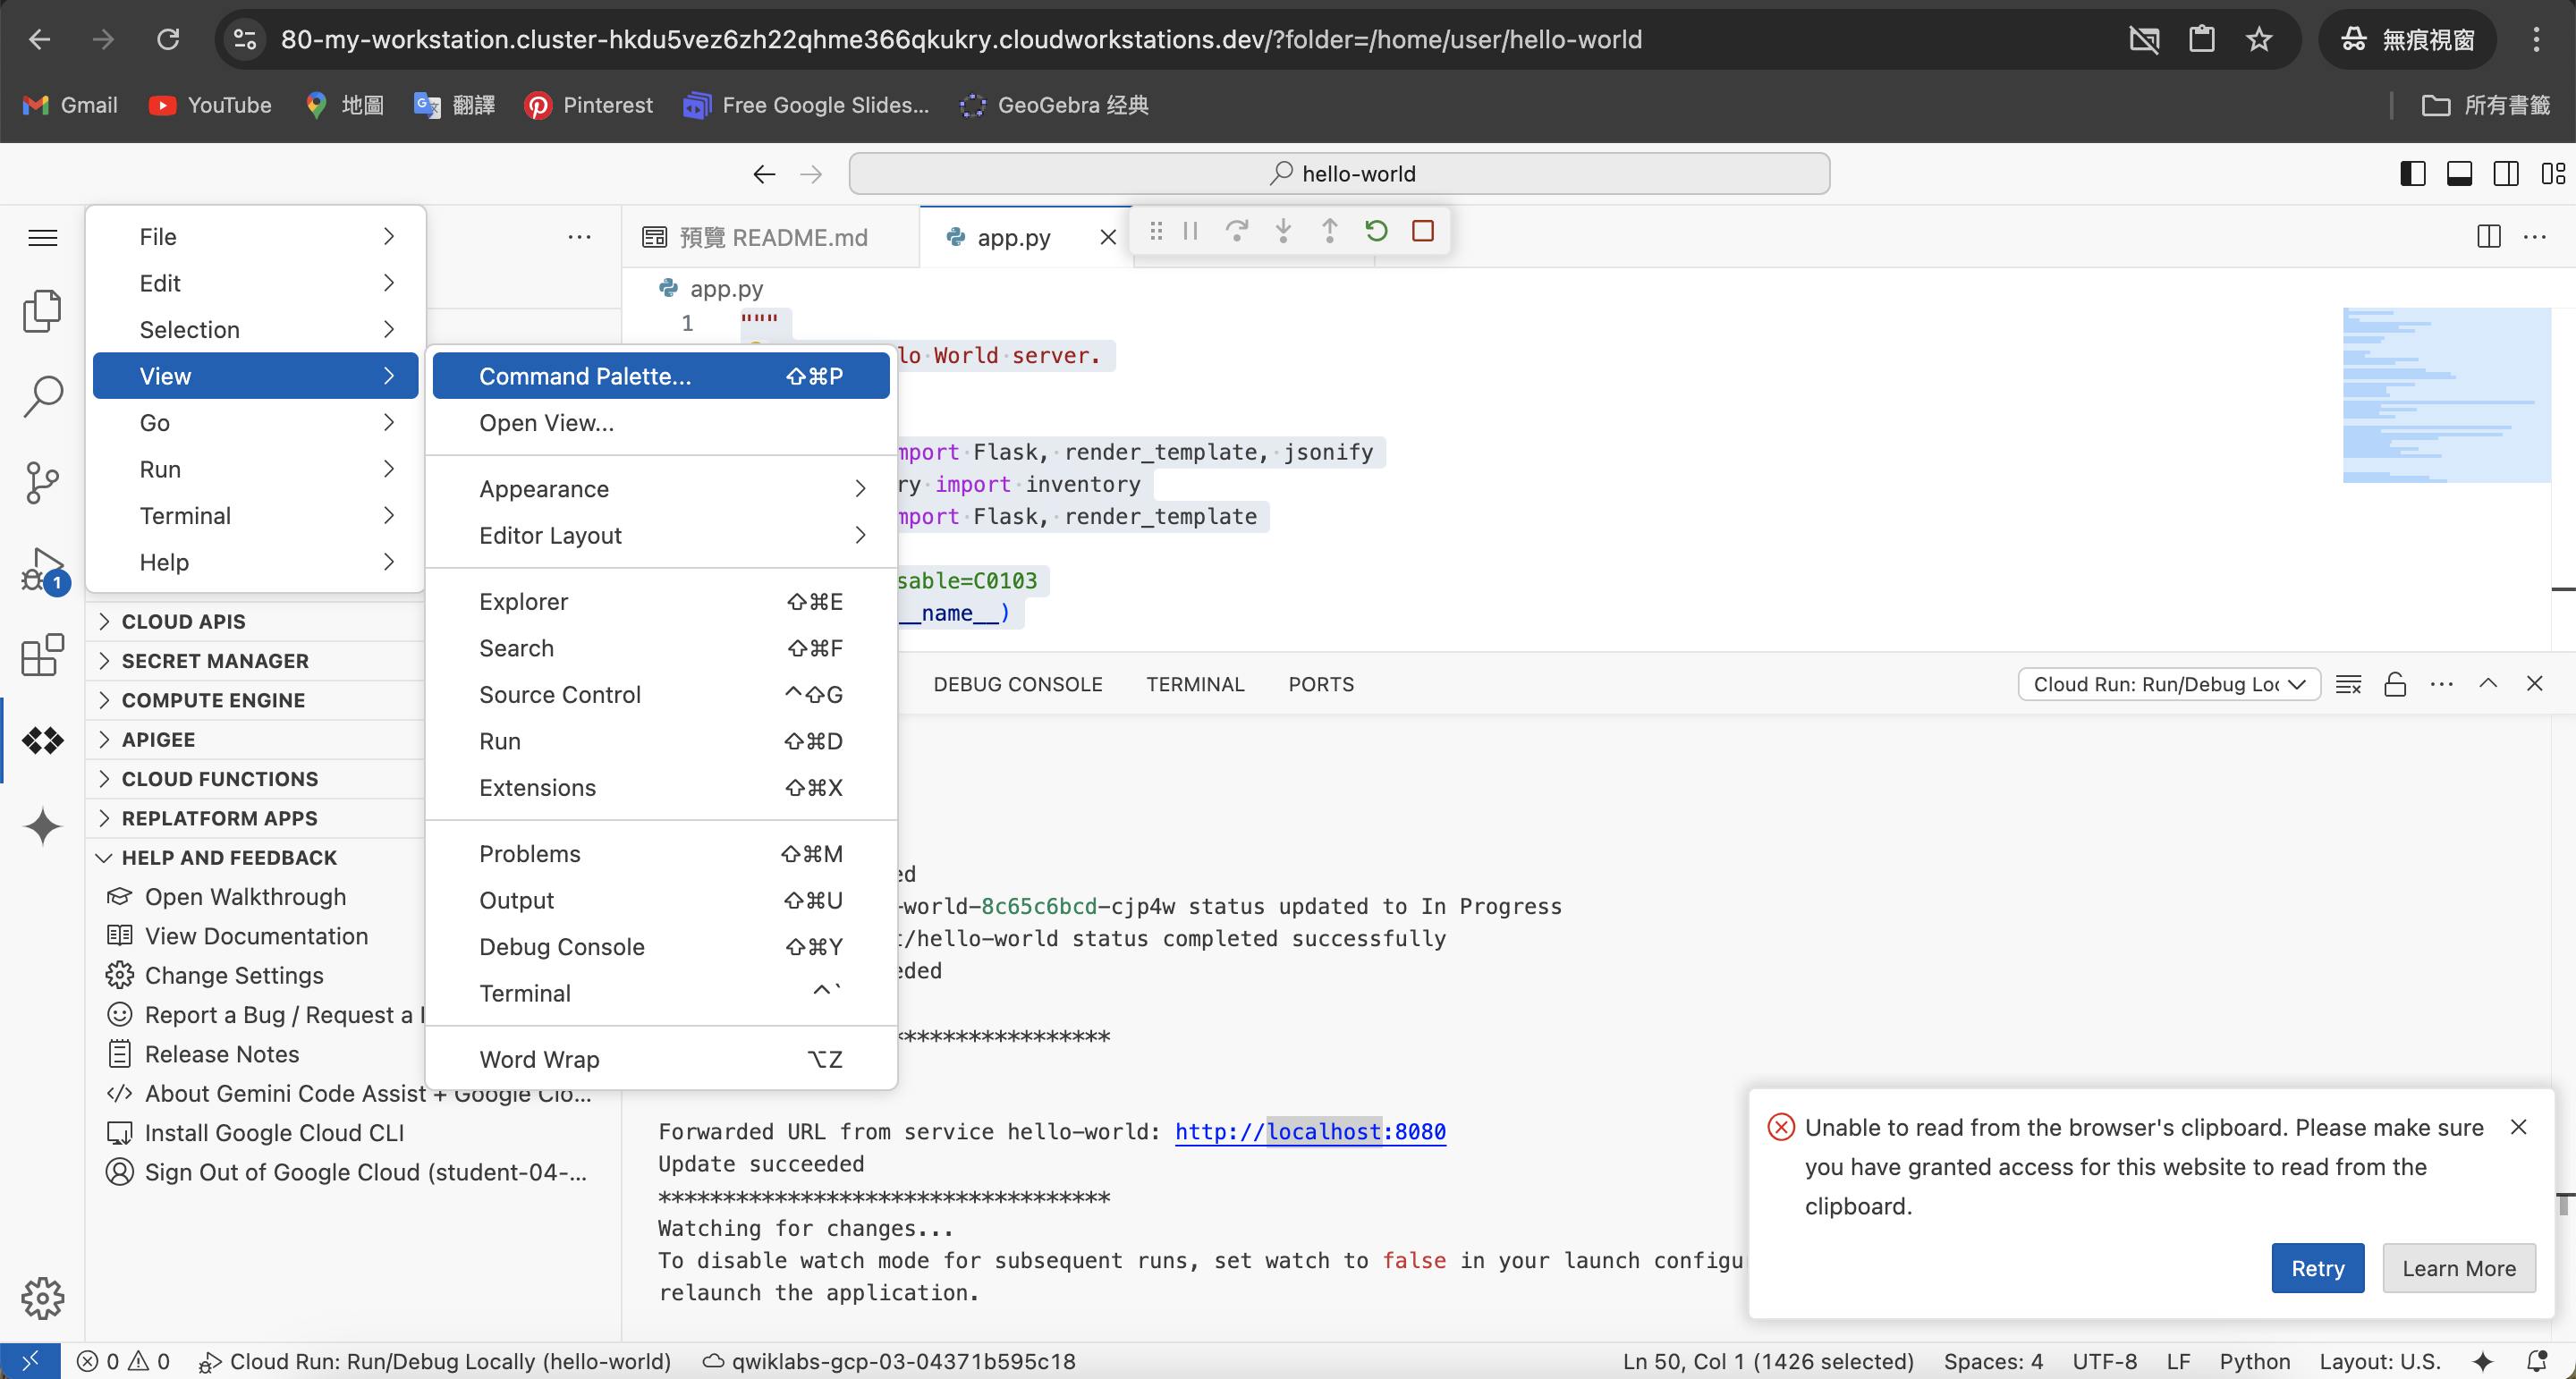 80-my-workstation.cluster-hkdu5vez6zh22qhme366qkukry.cloudworkstations.dev/?folder=/home/user/hello-world
無痕視窗
Gmail
YouTube
地圖
翻譯
Pinterest
Free Google Slides...
GeoGebra 经典
所有書籤
hello-world
File
Edit
Selection
View
Go
Run
Terminal
Help
Command Palette... ⇧⌘P
Open View...
Appearance
Editor Layout
Explorer ⇧⌘E
Search ⇧⌘F
Source Control ^⇧G
Run ⇧⌘D
Extensions ⇧⌘X
Problems ⇧⌘M
Output ⇧⌘U
Debug Console ⇧⌘Y
Terminal ^`
Word Wrap ⌥Z
1
CLOUD APIS
SECRET MANAGER
COMPUTE ENGINE
APIGEE
CLOUD FUNCTIONS
REPLATFORM APPS
HELP AND FEEDBACK
Open Walkthrough
View Documentation
Change Settings
Report a Bug / Request a
Release Notes
About Gemini Code Assist + Google Clo...
Install Google Cloud CLI
Sign Out of Google Cloud (student-04-...
預覽 README.md
app.py
app.py
1 """
lo World server.
mport Flask, render_template, jsonify
ry import inventory
mport Flask, render_template
sable=C0103
__name__)
DEBUG CONSOLE
TERMINAL
PORTS
Cloud Run: Run/Debug Loc
ed
-world-8c65c6bcd-cjp4w status updated to In Progress
t/hello-world status completed successfully
eded
*****************
Forwarded URL from service hello-world: http://localhost:8080
Update succeeded
***********************************
Watching for changes...
To disable watch mode for subsequent runs, set watch to false in your launch configu
relaunch the application.
Unable to read from the browser's clipboard. Please make sure
you have granted access for this website to read from the
clipboard.
Retry
Learn More
0 0
Cloud Run: Run/Debug Locally (hello-world)
qwiklabs-gcp-03-04371b595c18
Ln 50, Col 1 (1426 selected)
Spaces: 4
UTF-8
LF
Python
Layout: U.S.